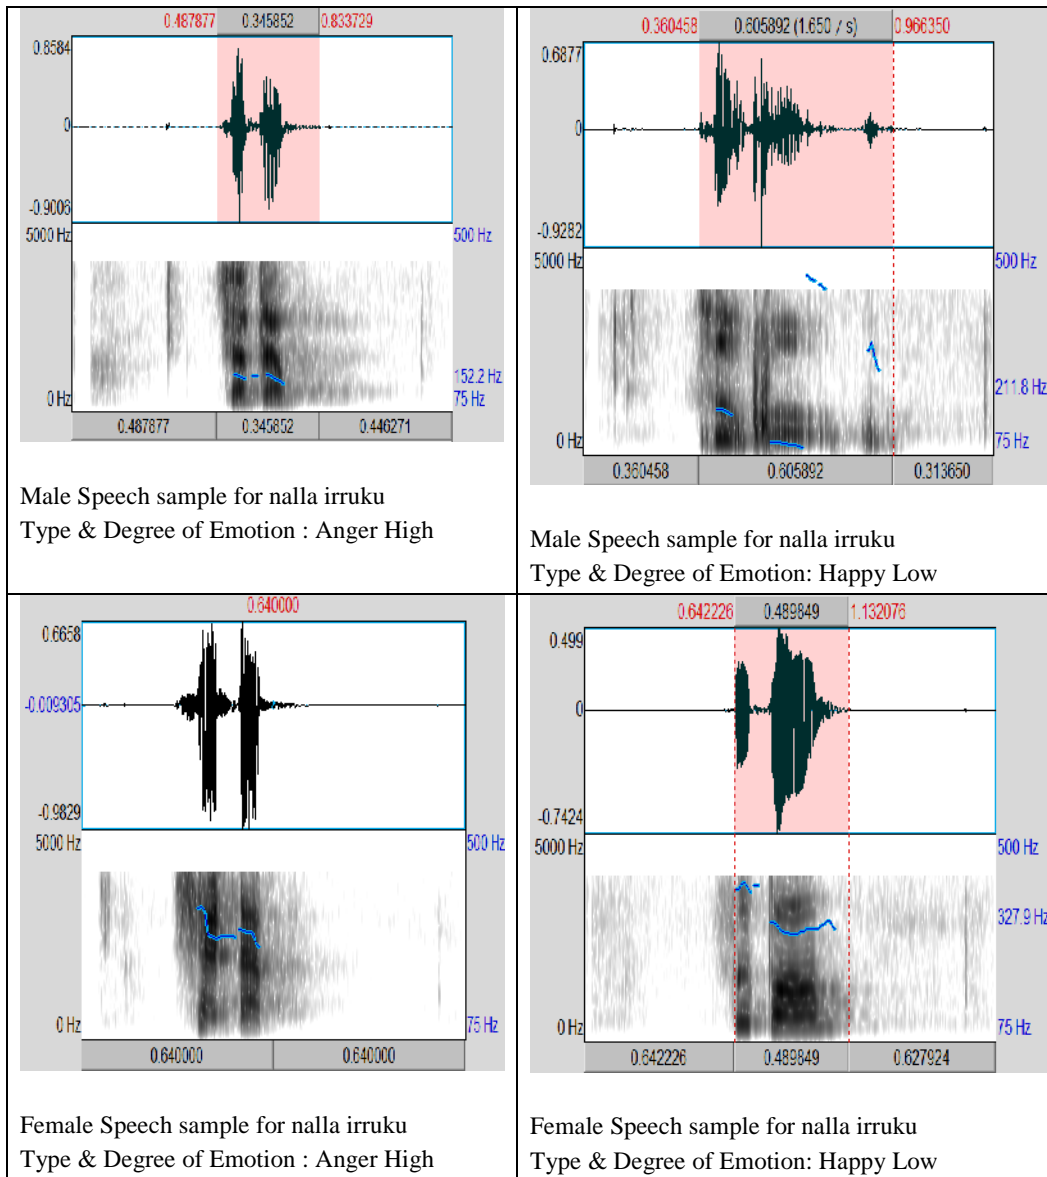 0.487877 0.345852 0.833729
0.8584
0
-0.9006
5000 Hz 500 Hz
152.2 Hz
0 Hz 75 Hz
0.487877 0.345852 0.446271
Male Speech sample for nalla irruku
Type & Degree of Emotion : Anger High
0.360458 0.605892 (1.650 / s) 0.966350
0.6877
0
-0.9282
5000 Hz 500 Hz
211.8 Hz
0 Hz 75 Hz
0.360458 0.605892 0.313650
Male Speech sample for nalla irruku
Type & Degree of Emotion: Happy Low
0.640000
0.6658
-0.009305
-0.9829
5000 Hz 500 Hz
0 Hz 75 Hz
0.640000 0.640000
Female Speech sample for nalla irruku
Type & Degree of Emotion : Anger High
0.642226 0.489849 1.132076
0.499
0
-0.7424
5000 Hz 500 Hz
327.9 Hz
0 Hz 75 Hz
0.642226 0.489849 0.627924
Female Speech sample for nalla irruku
Type & Degree of Emotion: Happy Low